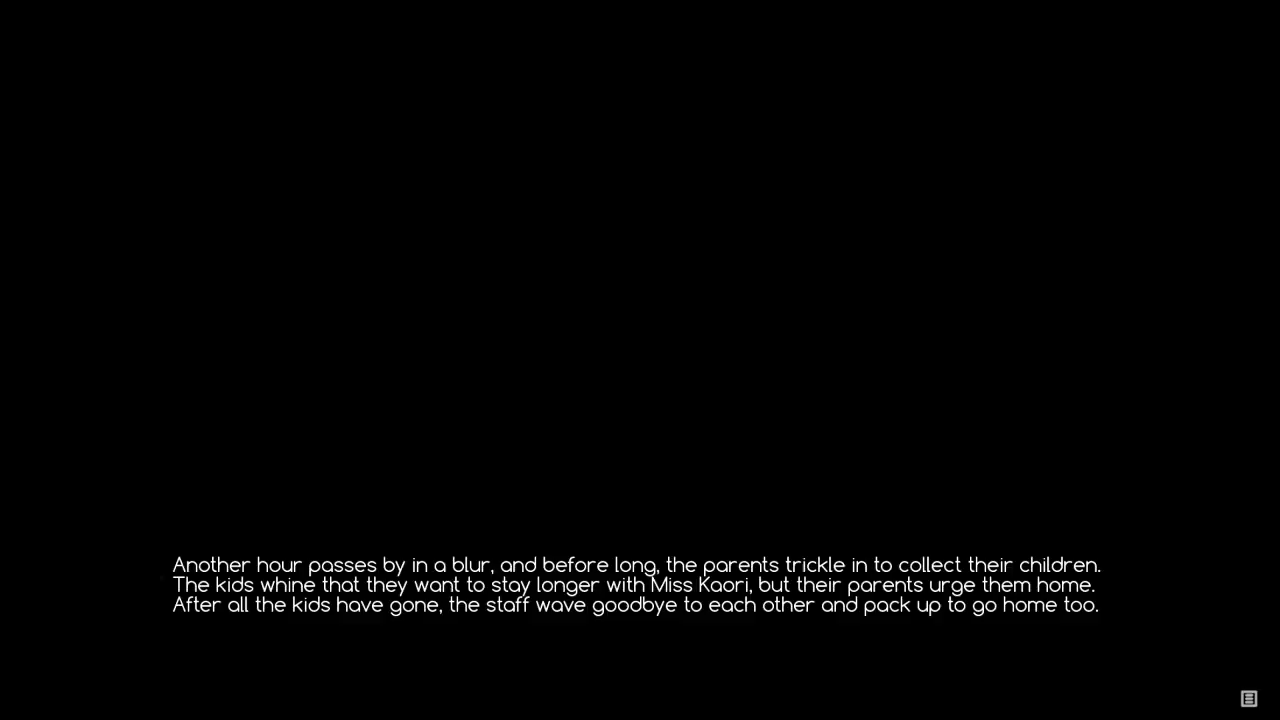 Another hour passes by in a blur, and before long, the parents trickle in to collect their children.
The kids whine that they want to stay longer with Miss Kaori, but their parents urge them home.
After all the kids have gone, the staff wave goodbye to each other and pack up to go home too.